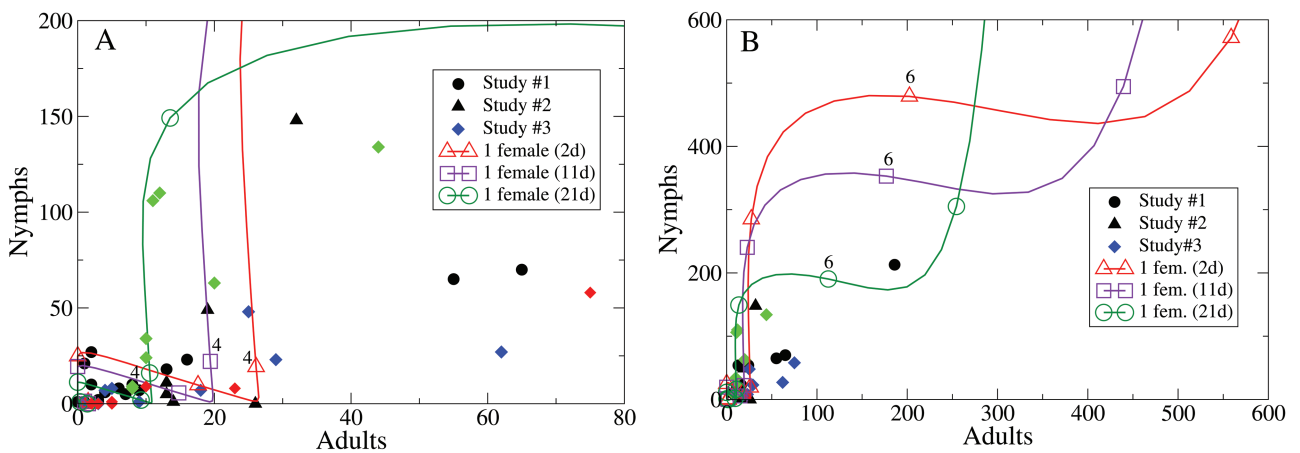 A
200
150
100
50
0
0
20
40
60
80
Nymphs
Adults
Study #1
Study #2
Study #3
1 female (2d)
1 female (11d)
1 female (21d)
4
4
4
B
600
400
200
0
0
100
200
300
400
500
600
Nymphs
Adults
6
6
6
Study #1
Study #2
Study#3
1 fem. (2d)
1 fem. (11d)
1 fem. (21d)